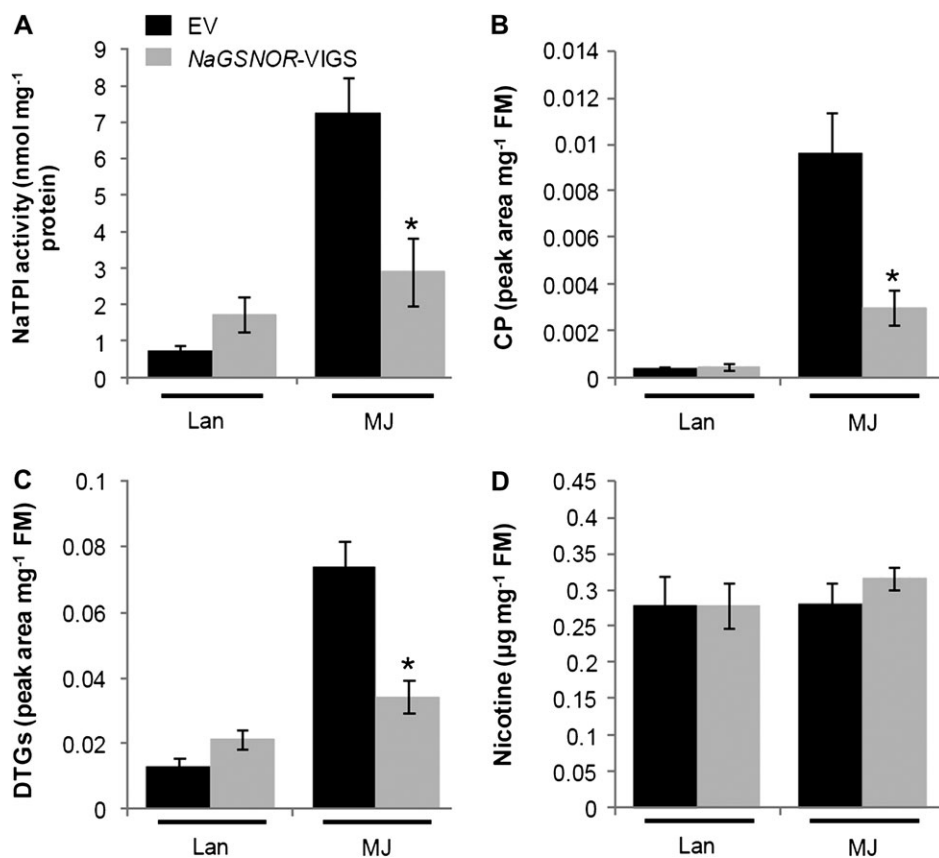 A
EV
NaGSNOR-VIGS
NaTPI activity (nmol mg⁻¹
protein)
9
8
7
6
5
4
3
2
1
0
*
Lan
MJ
B
CP (peak area mg⁻¹ FM)
0.014
0.012
0.01
0.008
0.006
0.004
0.002
0
*
Lan
MJ
C
DTGs (peak area mg⁻¹ FM)
0.1
0.08
0.06
0.04
0.02
0
*
Lan
MJ
D
Nicotine (µg mg⁻¹ FM)
0.45
0.4
0.35
0.3
0.25
0.2
0.15
0.1
0.05
0
Lan
MJ